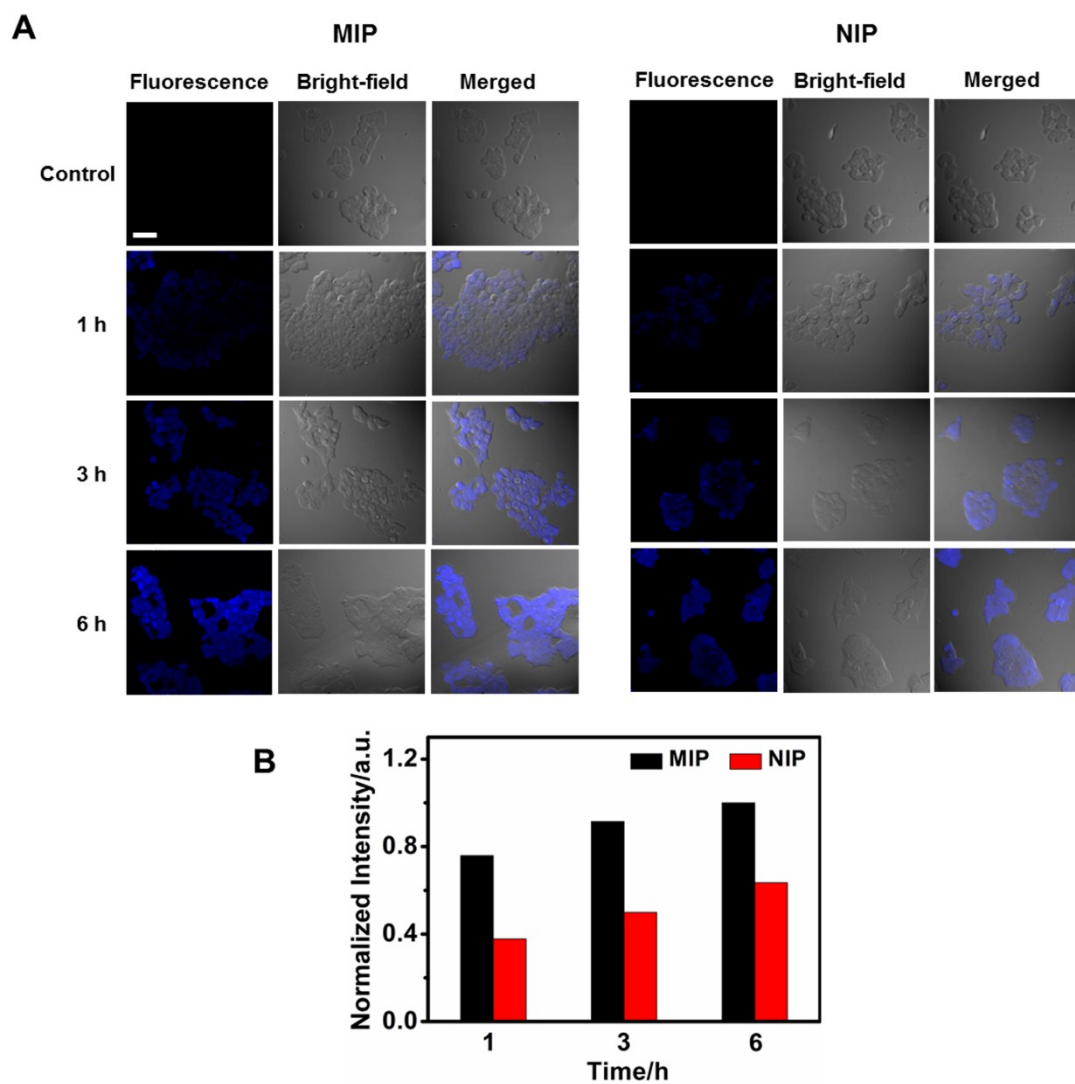 A
MIP
NIP
Fluorescence Bright-field Merged
Fluorescence Bright-field Merged
Control
1 h
3 h
6 h
B
Normalized Intensity/a.u.
1.2
0.8
0.4
0.0
MIP NIP
1 3 6
Time/h